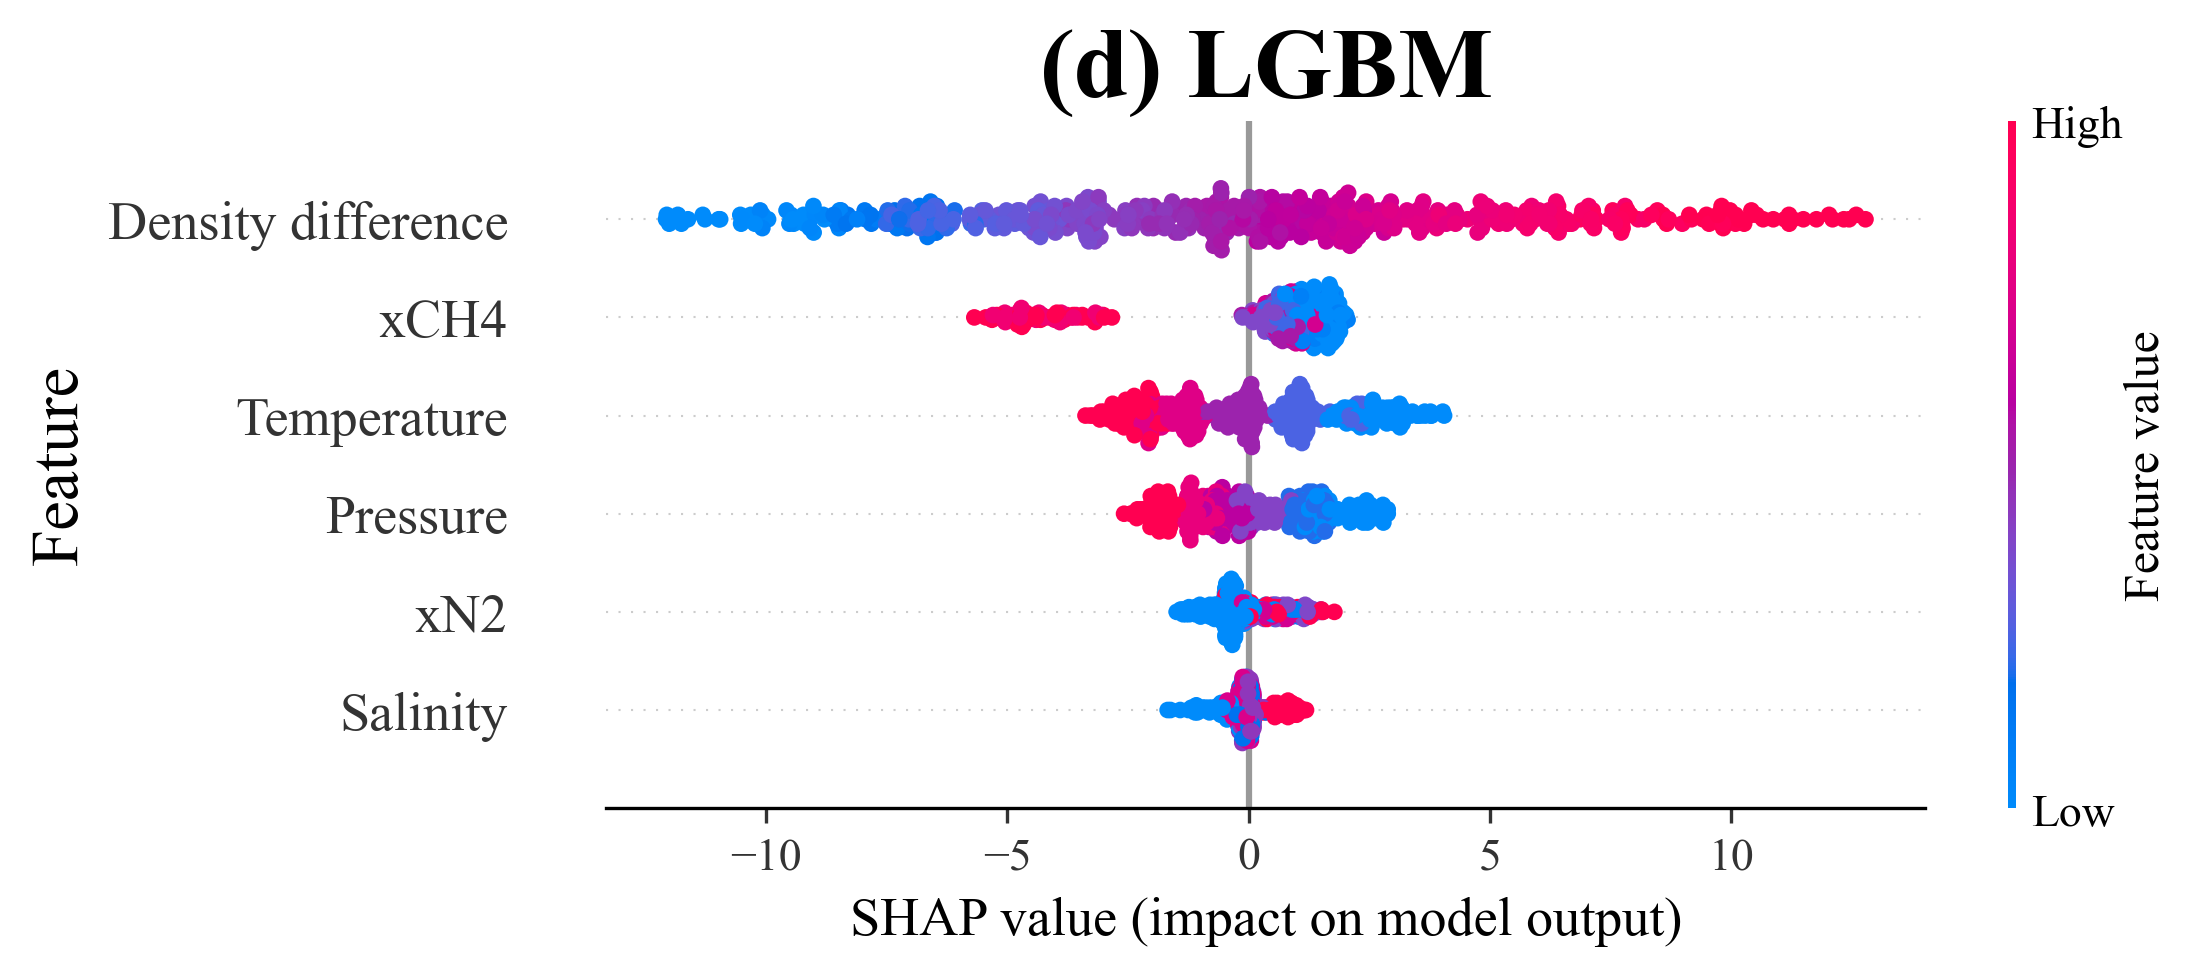 (d) LGBM
High
Density difference
xCH4
Temperature
Pressure
xN2
Salinity
Feature
Feature value
Low
−10
−5
0
5
10
SHAP value (impact on model output)